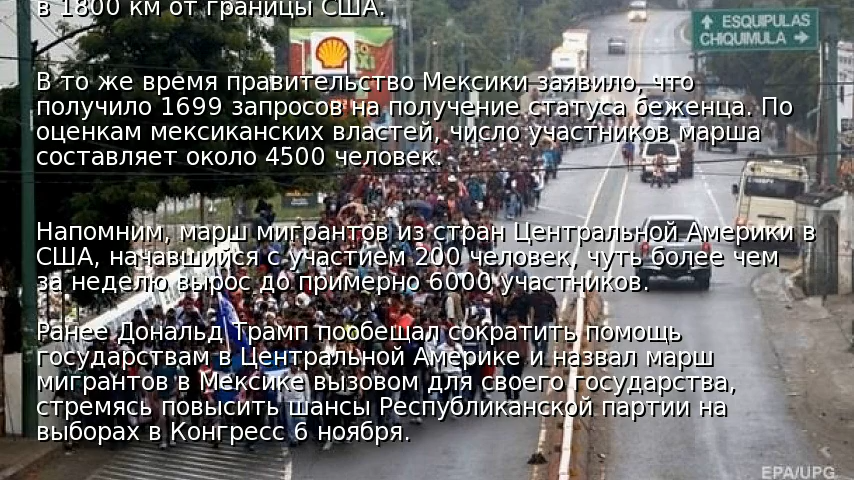 в 1800 км от границы США.
ESQUIPULAS
CHIQUIMULA
В то же время правительство Мексики заявило, что
получило 1699 запросов на получение статуса беженца. По
оценкам мексиканских властей, число участников марша
составляет около 4500 человек.
Напомним, марш мигрантов из стран Центральной Америки в
США, начавшийся с участием 200 человек, чуть более чем
за неделю вырос до примерно 6000 участников.
Ранее Дональд Трамп пообещал сократить помощь
государствам в Центральной Америке и назвал марш
мигрантов в Мексике вызовом для своего государства,
стремясь повысить шансы Республиканской партии на
выборах в Конгресс 6 ноября.
EPA/UPG